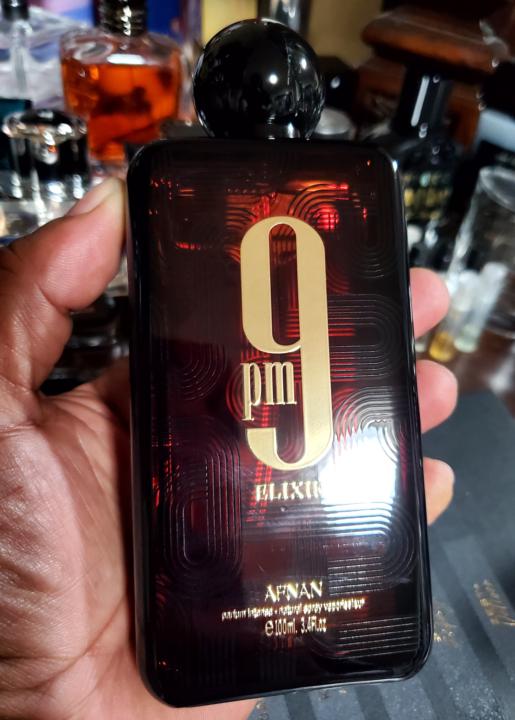 9
pm
ELIXIR
AFNAN
parfum intense - natural spray vaporisateur
℮100ml. 3.4Fl.oz